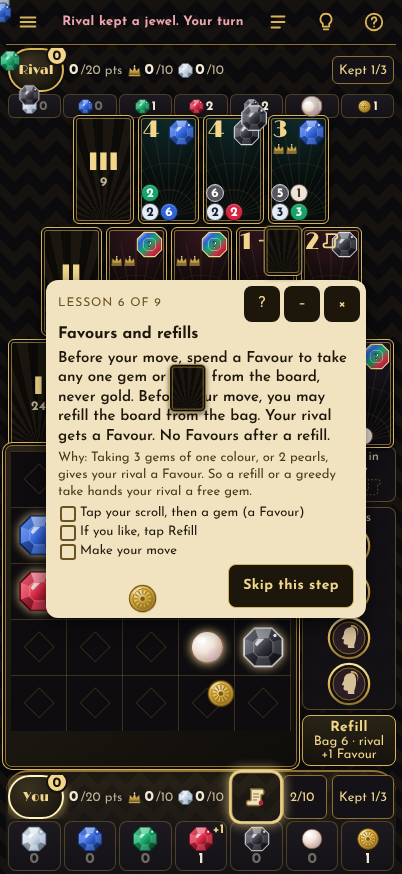 Rival kept a jewel. Your turn
0
Rival
0/20 pts
0/10
0/10
Kept 1/3
0
0
1
2
2
1
III
9
4
2
2
6
4
6
2
2
3
5
1
3
3
II
1
2
LESSON 6 OF 9
?
-
×
Favours and refills
Before your move, spend a Favour to take
any one gem or from the board,
never gold. ur move, you may
refill the board from the bag. Your rival
gets a Favour. No Favours after a refill.
Why: Taking 3 gems of one colour, or 2 pearls,
gives your rival a Favour. So a refill or a greedy
take hands your rival a free gem.
Tap your scroll, then a gem (a Favour)
If you like, tap Refill
Make your move
Skip this step
I
24
in
s
Refill
Bag 6 · rival
+1 Favour
0
You
0/20 pts
0/10
0/10
2/10
Kept 1/3
0
0
0
+1
1
0
0
1